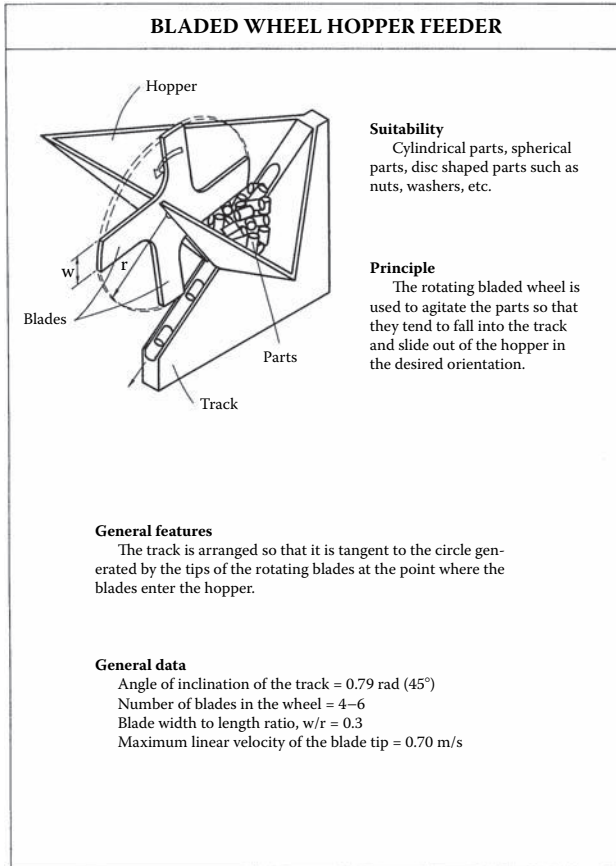 BLADED WHEEL HOPPER FEEDER
Hopper
w
r
Blades
Parts
Track
Suitability
Cylindrical parts, spherical
parts, disc shaped parts such as
nuts, washers, etc.
Principle
The rotating bladed wheel is
used to agitate the parts so that
they tend to fall into the track
and slide out of the hopper in
the desired orientation.
General features
The track is arranged so that it is tangent to the circle gen-
erated by the tips of the rotating blades at the point where the
blades enter the hopper.
General data
Angle of inclination of the track = 0.79 rad (45°)
Number of blades in the wheel = 4–6
Blade width to length ratio, w/r = 0.3
Maximum linear velocity of the blade tip = 0.70 m/s